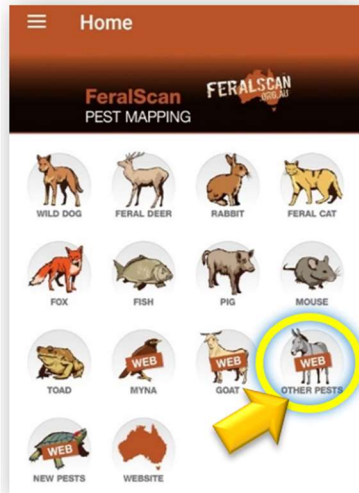 Home
FeralScan
PEST MAPPING
FERALSCAN
.ORG.AU
WILD DOG
FERAL DEER
RABBIT
FERAL CAT
FOX
FISH
PIG
MOUSE
TOAD
WEB
MYNA
WEB
GOAT
WEB
OTHER PESTS
WEB
NEW PESTS
WEBSITE